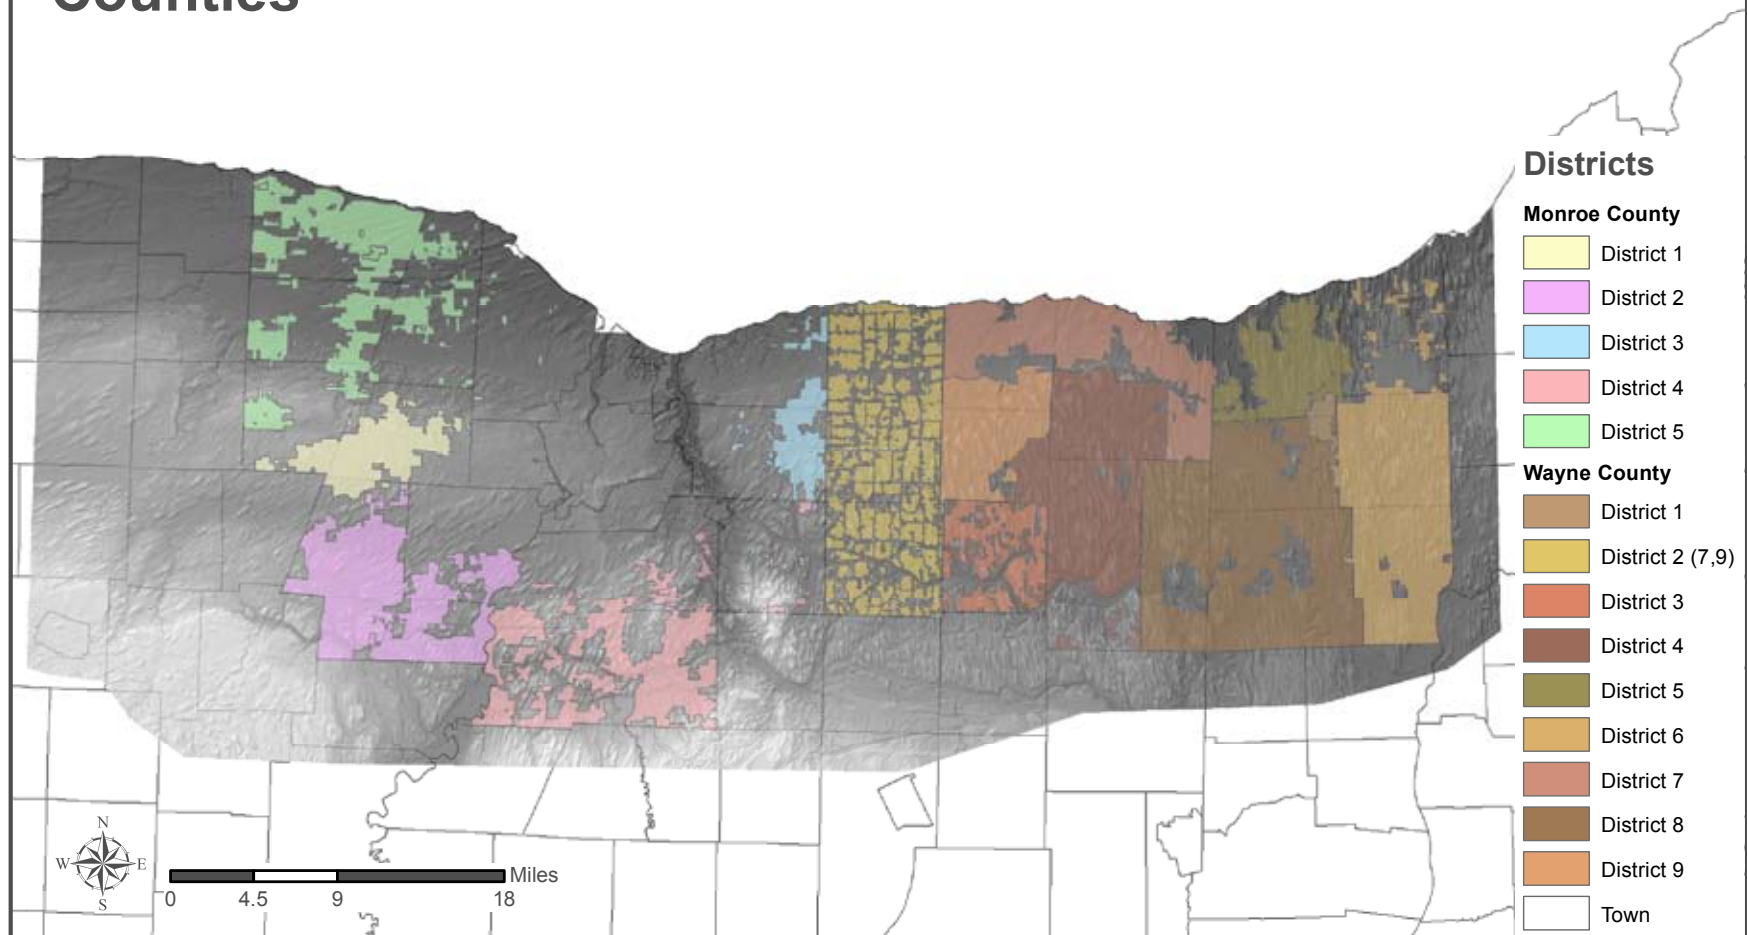 Counties
Districts
Monroe County
District 1
District 2
District 3
District 4
District 5
Wayne County
District 1
District 2 (7,9)
District 3
District 4
District 5
District 6
District 7
District 8
District 9
Town
N
W E
S
Miles
0 4.5 9 18